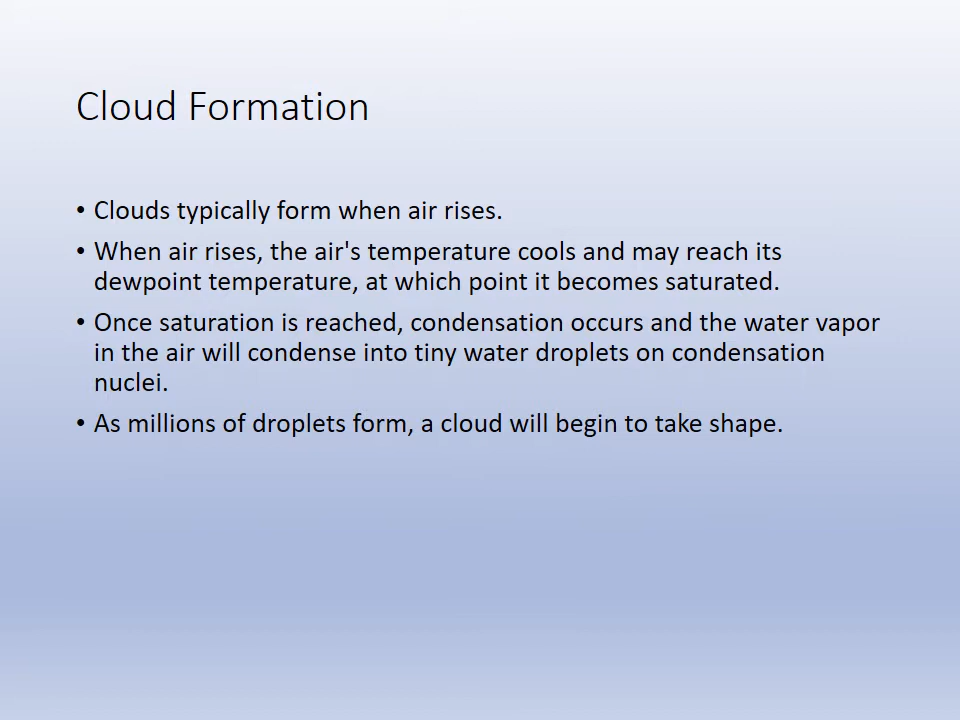 Cloud Formation
• Clouds typically form when air rises.
• When air rises, the air's temperature cools and may reach its
dewpoint temperature, at which point it becomes saturated.
• Once saturation is reached, condensation occurs and the water vapor
in the air will condense into tiny water droplets on condensation
nuclei.
• As millions of droplets form, a cloud will begin to take shape.